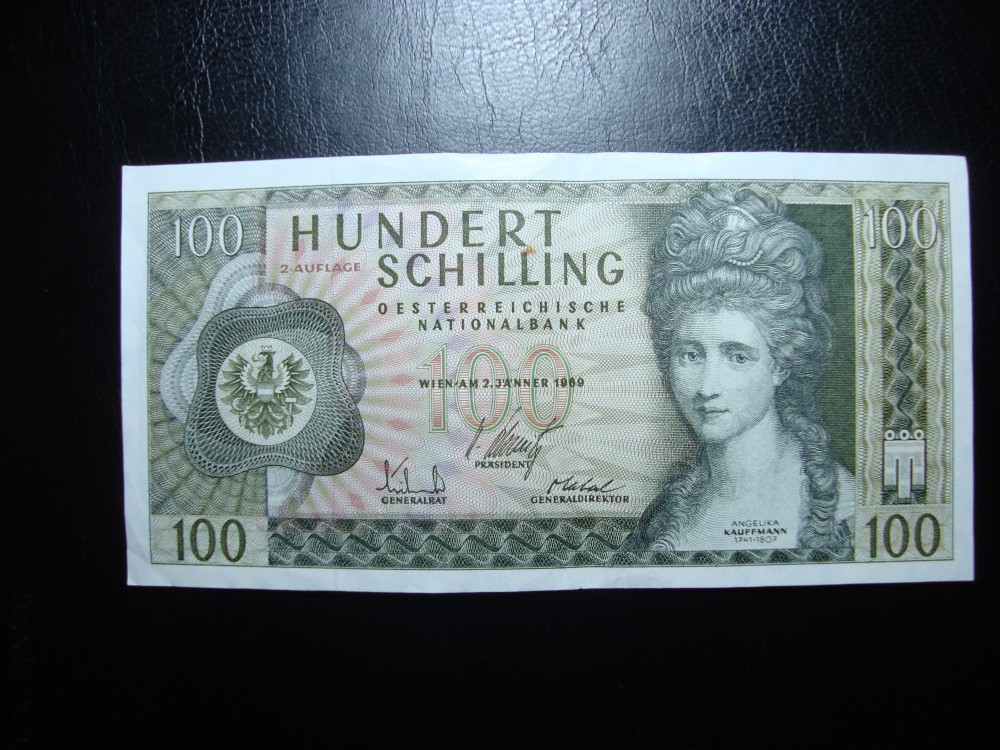 100
HUNDERT
100
2·AUFLAGE
SCHILLING
OESTERREICHISCHE
NATIONALBANK
100
WIEN·AM 2. JÄNNER 1969
PRÄSIDENT
GENERALRAT
GENERALDIREKTOR
ANGELIKA
KAUFFMANN
1741-1807
100
100